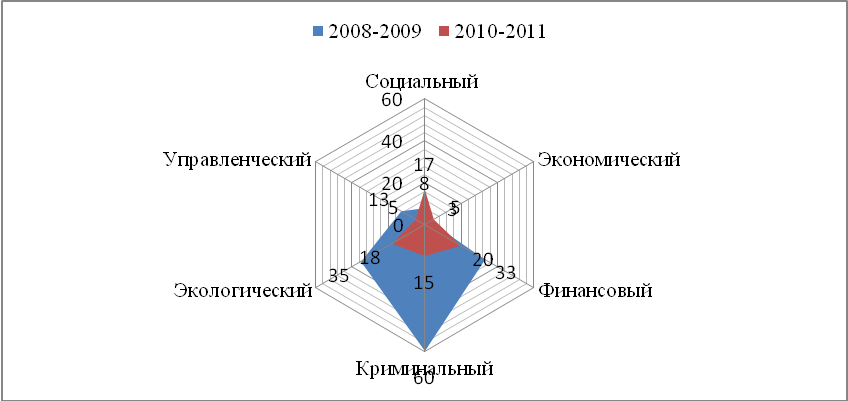 2008-2009 2010-2011
Социальный
60
40
17
Управленческий
Экономический
20
8
13
5
5
3
0
18
20
35
33
15
Экологический
Финансовый
Криминальный
60